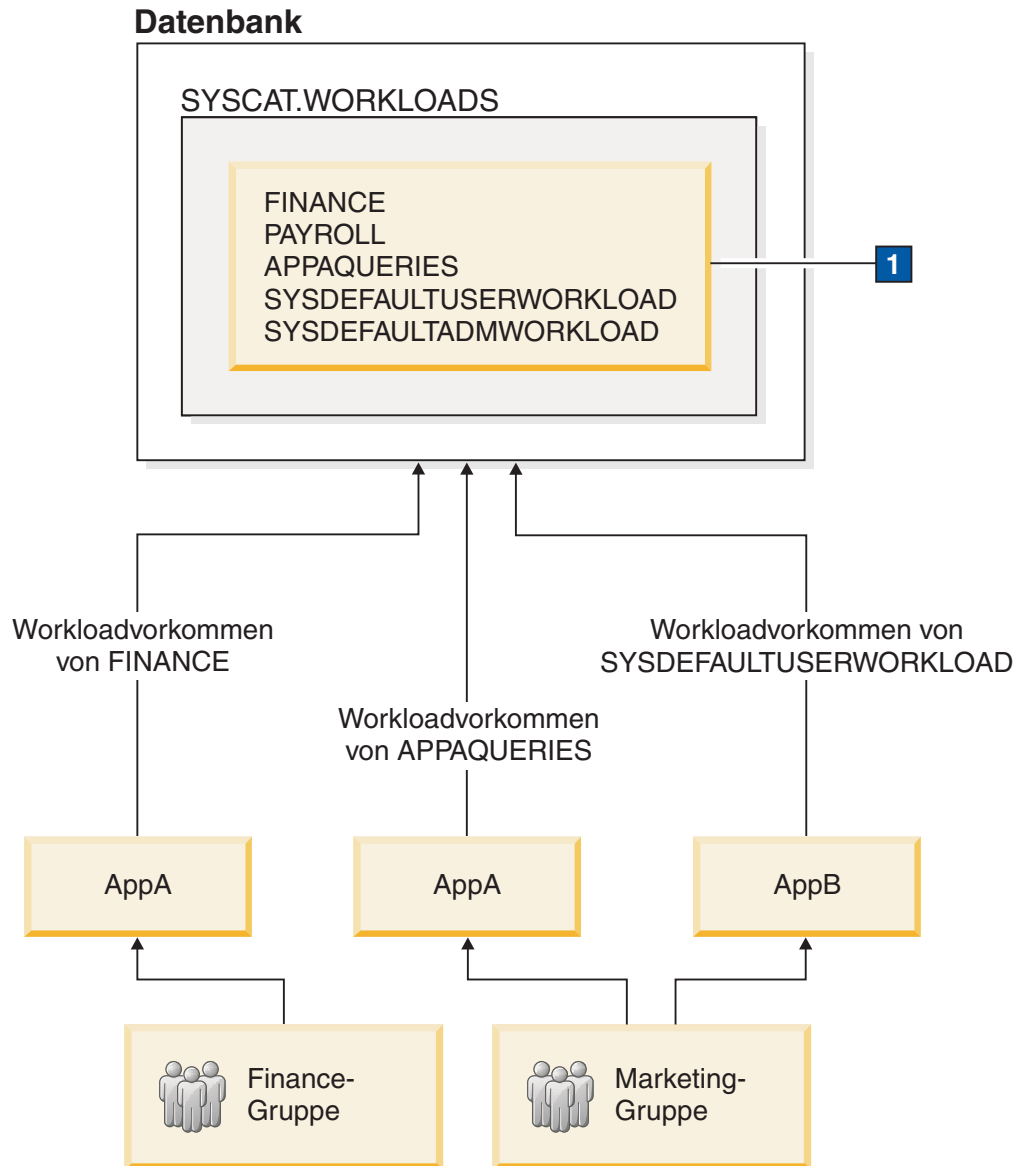 Datenbank
SYSCAT.WORKLOADS
FINANCE
PAYROLL
APPAQUERIES
SYSDEFAULTUSERWORKLOAD
SYSDEFAULTADMWORKLOAD
1
Workloadvorkommen
von FINANCE
Workloadvorkommen
von APPAQUERIES
Workloadvorkommen von
SYSDEFAULTUSERWORKLOAD
AppA
AppA
AppB
Finance-
Gruppe
Marketing-
Gruppe